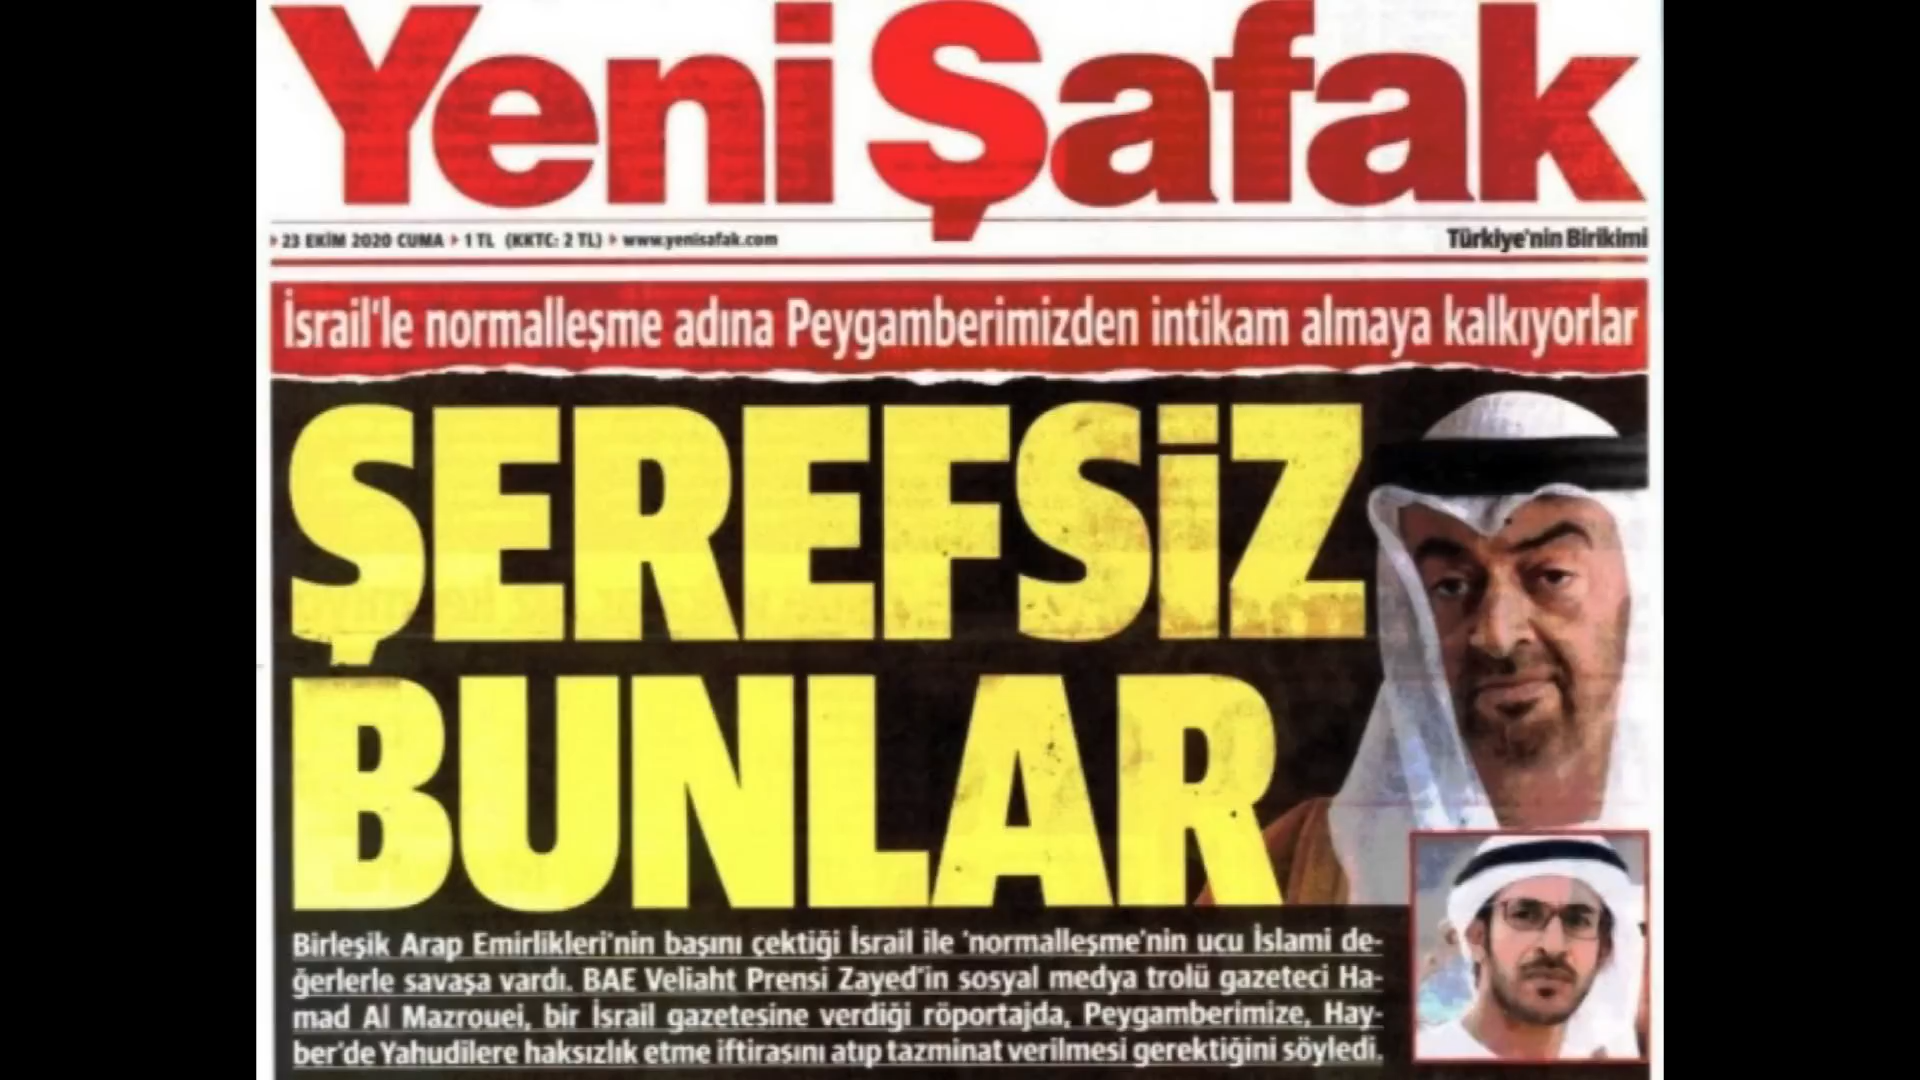 Yeni Şafak
23 EKİM 2020 CUMA 1 TL (KKTC: 2 TL) www.yenisafak.com
Türkiye'nin Birikimi
İsrail'le normalleşme adına Peygamberimizden intikam almaya kalkıyorlar
ŞEREFSİZ
BUNLAR
Birleşik Arap Emirlikleri'nin başını çektiği İsrail ile 'normalleşme'nin ucu İslami de-
ğerlerle savaşa vardı. BAE Veliaht Prensi Zayed'in sosyal medya trolü gazeteci Ha-
mad Al Mazrouei, bir İsrail gazetesine verdiği röportajda, Peygamberimize, Hay-
ber'de Yahudilere haksızlık etme iftirasını atıp tazminat verilmesi gerektiğini söyledi.